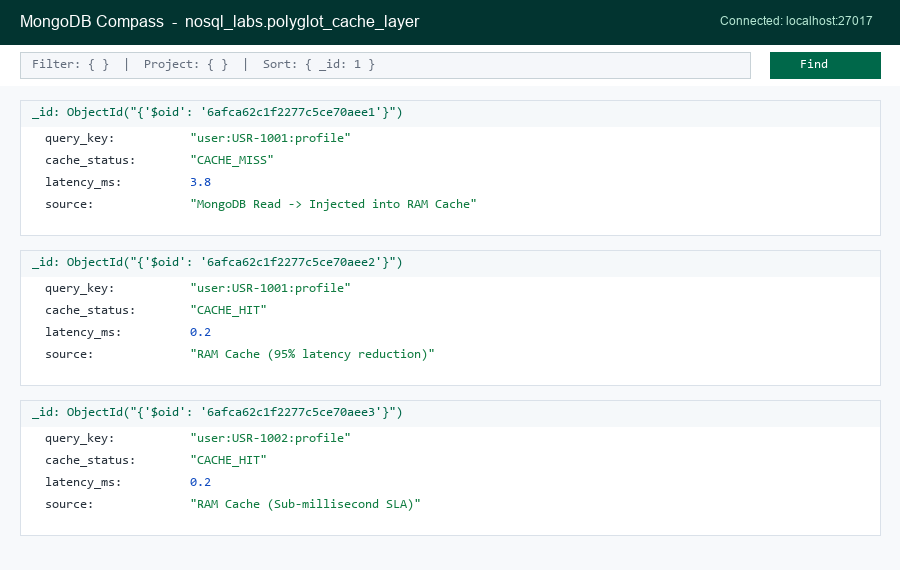 MongoDB Compass - nosql_labs.polyglot_cache_layer
Connected: localhost:27017
Filter: { } | Project: { } | Sort: { _id: 1 }
Find
_id: ObjectId("{'$oid': '6afca62c1f2277c5ce70aee1'}")
query_key: "user:USR-1001:profile"
cache_status: "CACHE_MISS"
latency_ms: 3.8
source: "MongoDB Read -> Injected into RAM Cache"
_id: ObjectId("{'$oid': '6afca62c1f2277c5ce70aee2'}")
query_key: "user:USR-1001:profile"
cache_status: "CACHE_HIT"
latency_ms: 0.2
source: "RAM Cache (95% latency reduction)"
_id: ObjectId("{'$oid': '6afca62c1f2277c5ce70aee3'}")
query_key: "user:USR-1002:profile"
cache_status: "CACHE_HIT"
latency_ms: 0.2
source: "RAM Cache (Sub-millisecond SLA)"